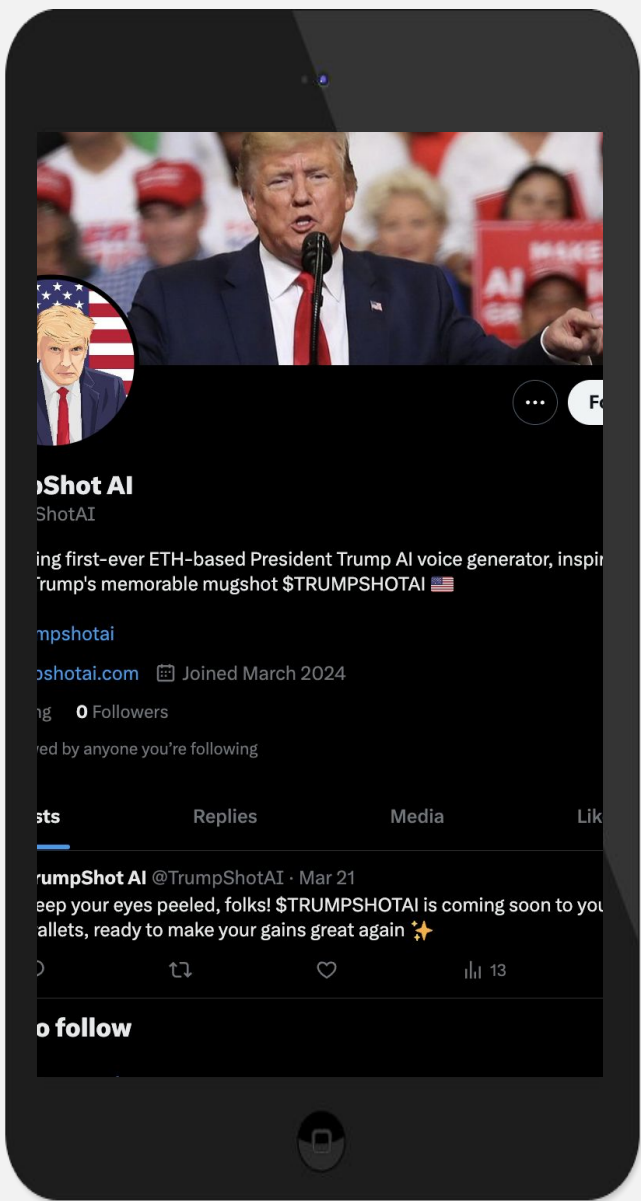 MAKE
pShot AI
ShotAI
ing first-ever ETH-based President Trump AI voice generator, inspir
Trump's memorable mugshot $TRUMPSHOTAI 🇺🇸
mpshotai
pshotai.com Joined March 2024
ng 0 Followers
ved by anyone you're following
sts Replies Media Lik
rumpShot AI @TrumpShotAI · Mar 21
eep your eyes peeled, folks! $TRUMPSHOTAI is coming soon to you
allets, ready to make your gains great again ✨
13
o follow